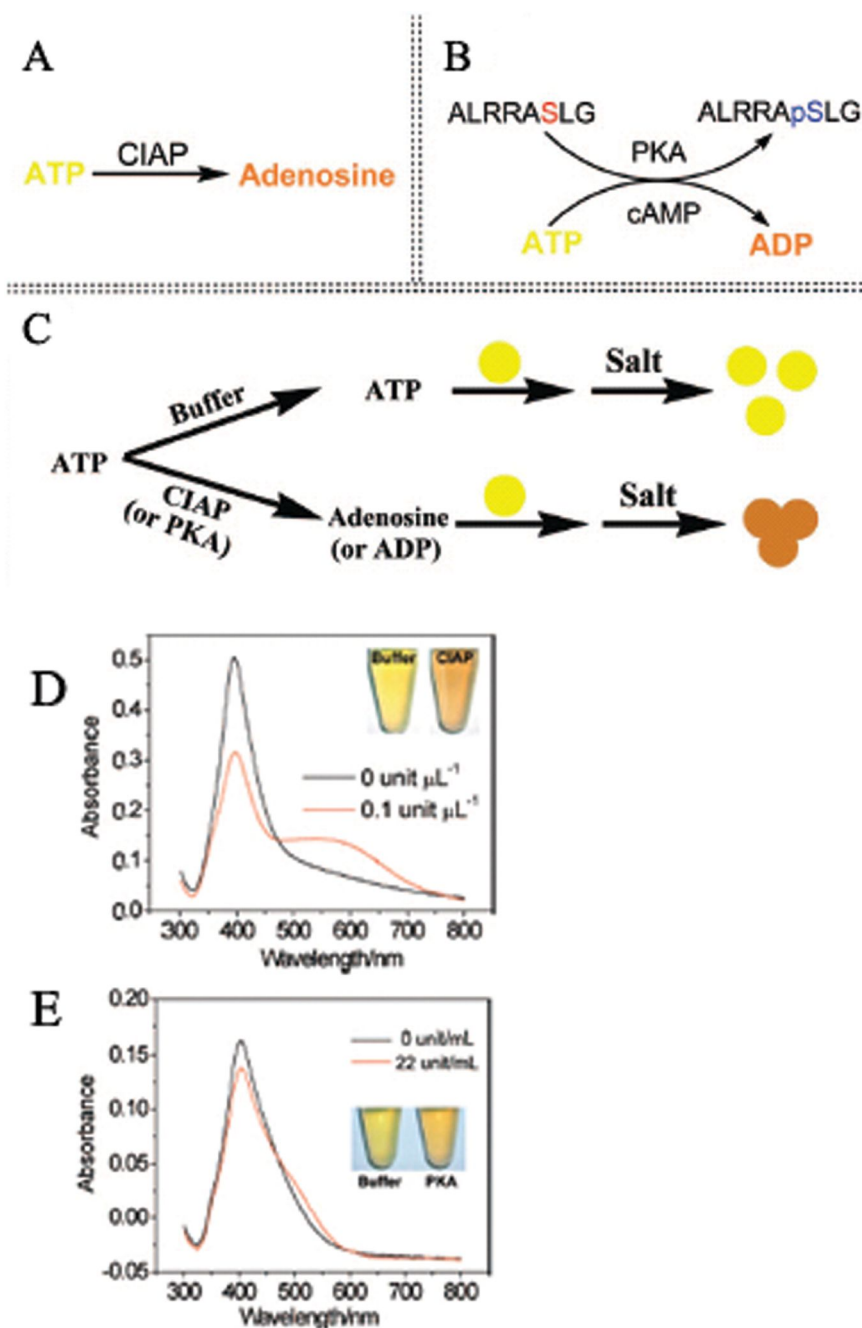 A
CIAP
ATP
Adenosine
B
ALRRASLG
ALRRApSLG
PKA
cAMP
ATP
ADP
C
Buffer
ATP
Salt
ATP
CIAP
(or PKA)
Adenosine
(or ADP)
Salt
D
Absorbance
0.5
0.4
0.3
0.2
0.1
0.0
Buffer CIAP
0 unit μL⁻¹
0.1 unit μL⁻¹
300 400 500 600 700 800
Wavelength/nm
E
Absorbance
0.20
0.15
0.10
0.05
0.00
-0.05
0 unit/mL
22 unit/mL
Buffer PKA
300 400 500 600 700 800
Wavelength/nm